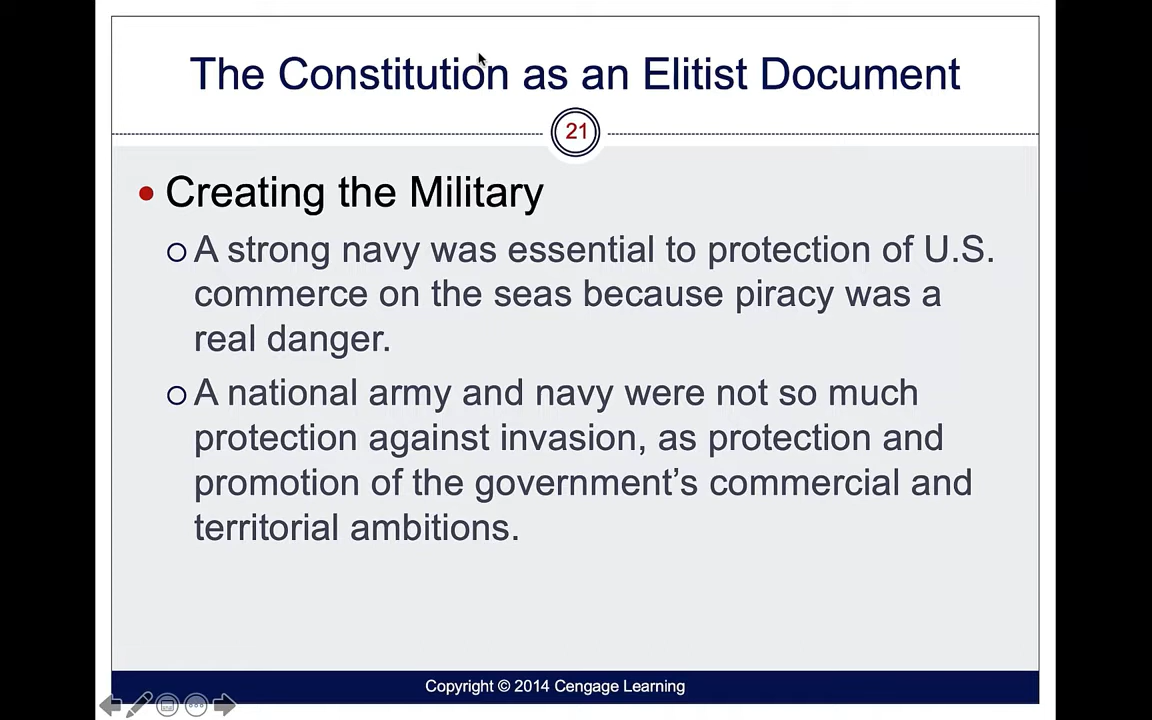 The Constitution as an Elitist Document
21
• Creating the Military
○ A strong navy was essential to protection of U.S.
commerce on the seas because piracy was a
real danger.
○ A national army and navy were not so much
protection against invasion, as protection and
promotion of the government’s commercial and
territorial ambitions.
Copyright © 2014 Cengage Learning